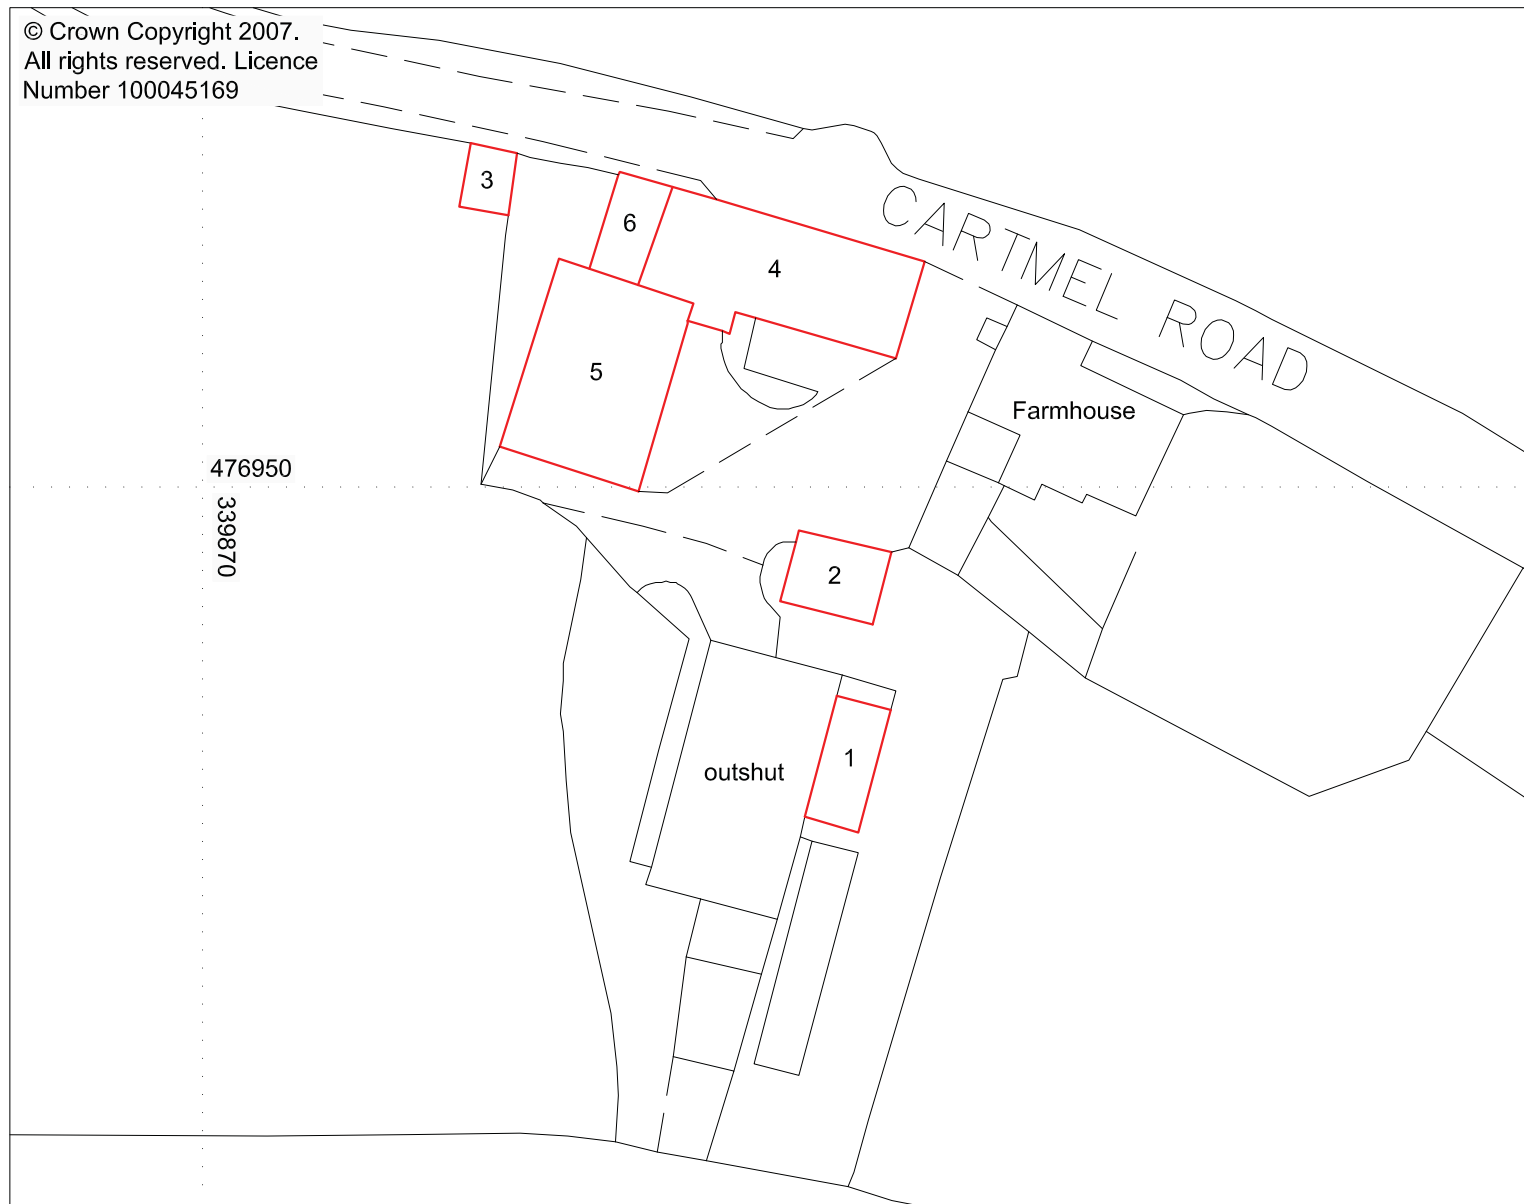 © Crown Copyright 2007.
All rights reserved. Licence
Number 100045169
3
6
4
CARTMEL ROAD
5
Farmhouse
476950
339870
2
1
outshut